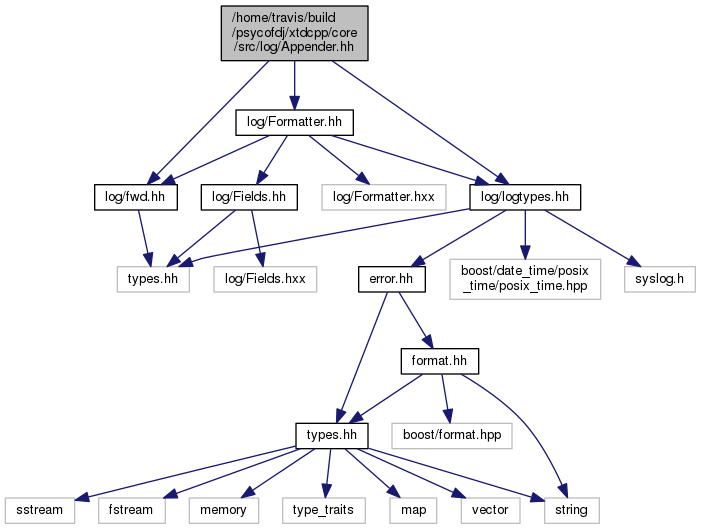 /home/travis/build
/psycofdj/xtdcpp/core
/src/log/Appender.hh
log/Formatter.hh
log/fwd.hh
log/Fields.hh
log/Formatter.hxx
log/logtypes.hh
types.hh
log/Fields.hxx
error.hh
boost/date_time/posix
_time/posix_time.hpp
syslog.h
format.hh
types.hh
boost/format.hpp
sstream
fstream
memory
type_traits
map
vector
string